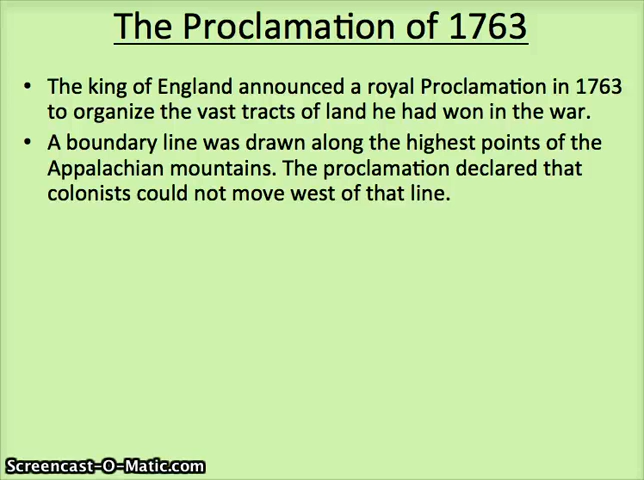 The Proclamation of 1763
• The king of England announced a royal Proclamation in 1763
to organize the vast tracts of land he had won in the war.
• A boundary line was drawn along the highest points of the
Appalachian mountains. The proclamation declared that
colonists could not move west of that line.
Screencast-O-Matic.com